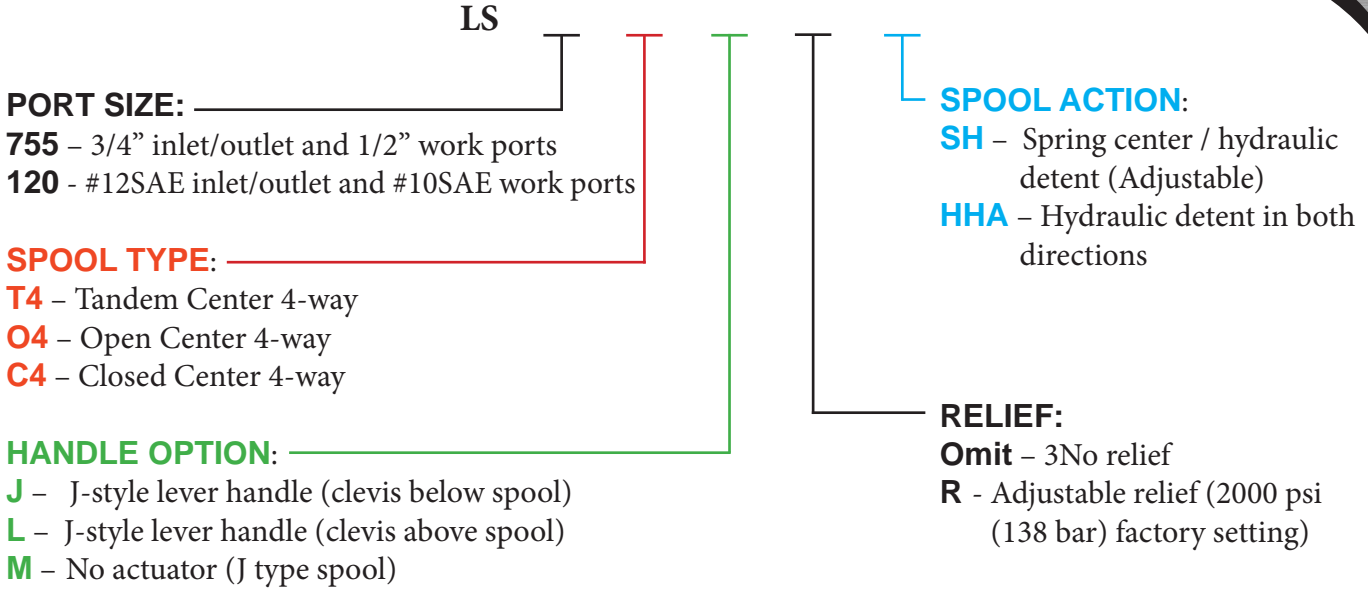 LS
PORT SIZE:
755 – 3/4” inlet/outlet and 1/2” work ports
120 - #12SAE inlet/outlet and #10SAE work ports
SPOOL TYPE:
T4 – Tandem Center 4-way
O4 – Open Center 4-way
C4 – Closed Center 4-way
HANDLE OPTION:
J – J-style lever handle (clevis below spool)
L – J-style lever handle (clevis above spool)
M – No actuator (J type spool)
SPOOL ACTION:
SH – Spring center / hydraulic
detent (Adjustable)
HHA – Hydraulic detent in both
directions
RELIEF:
Omit – 3No relief
R - Adjustable relief (2000 psi
(138 bar) factory setting)